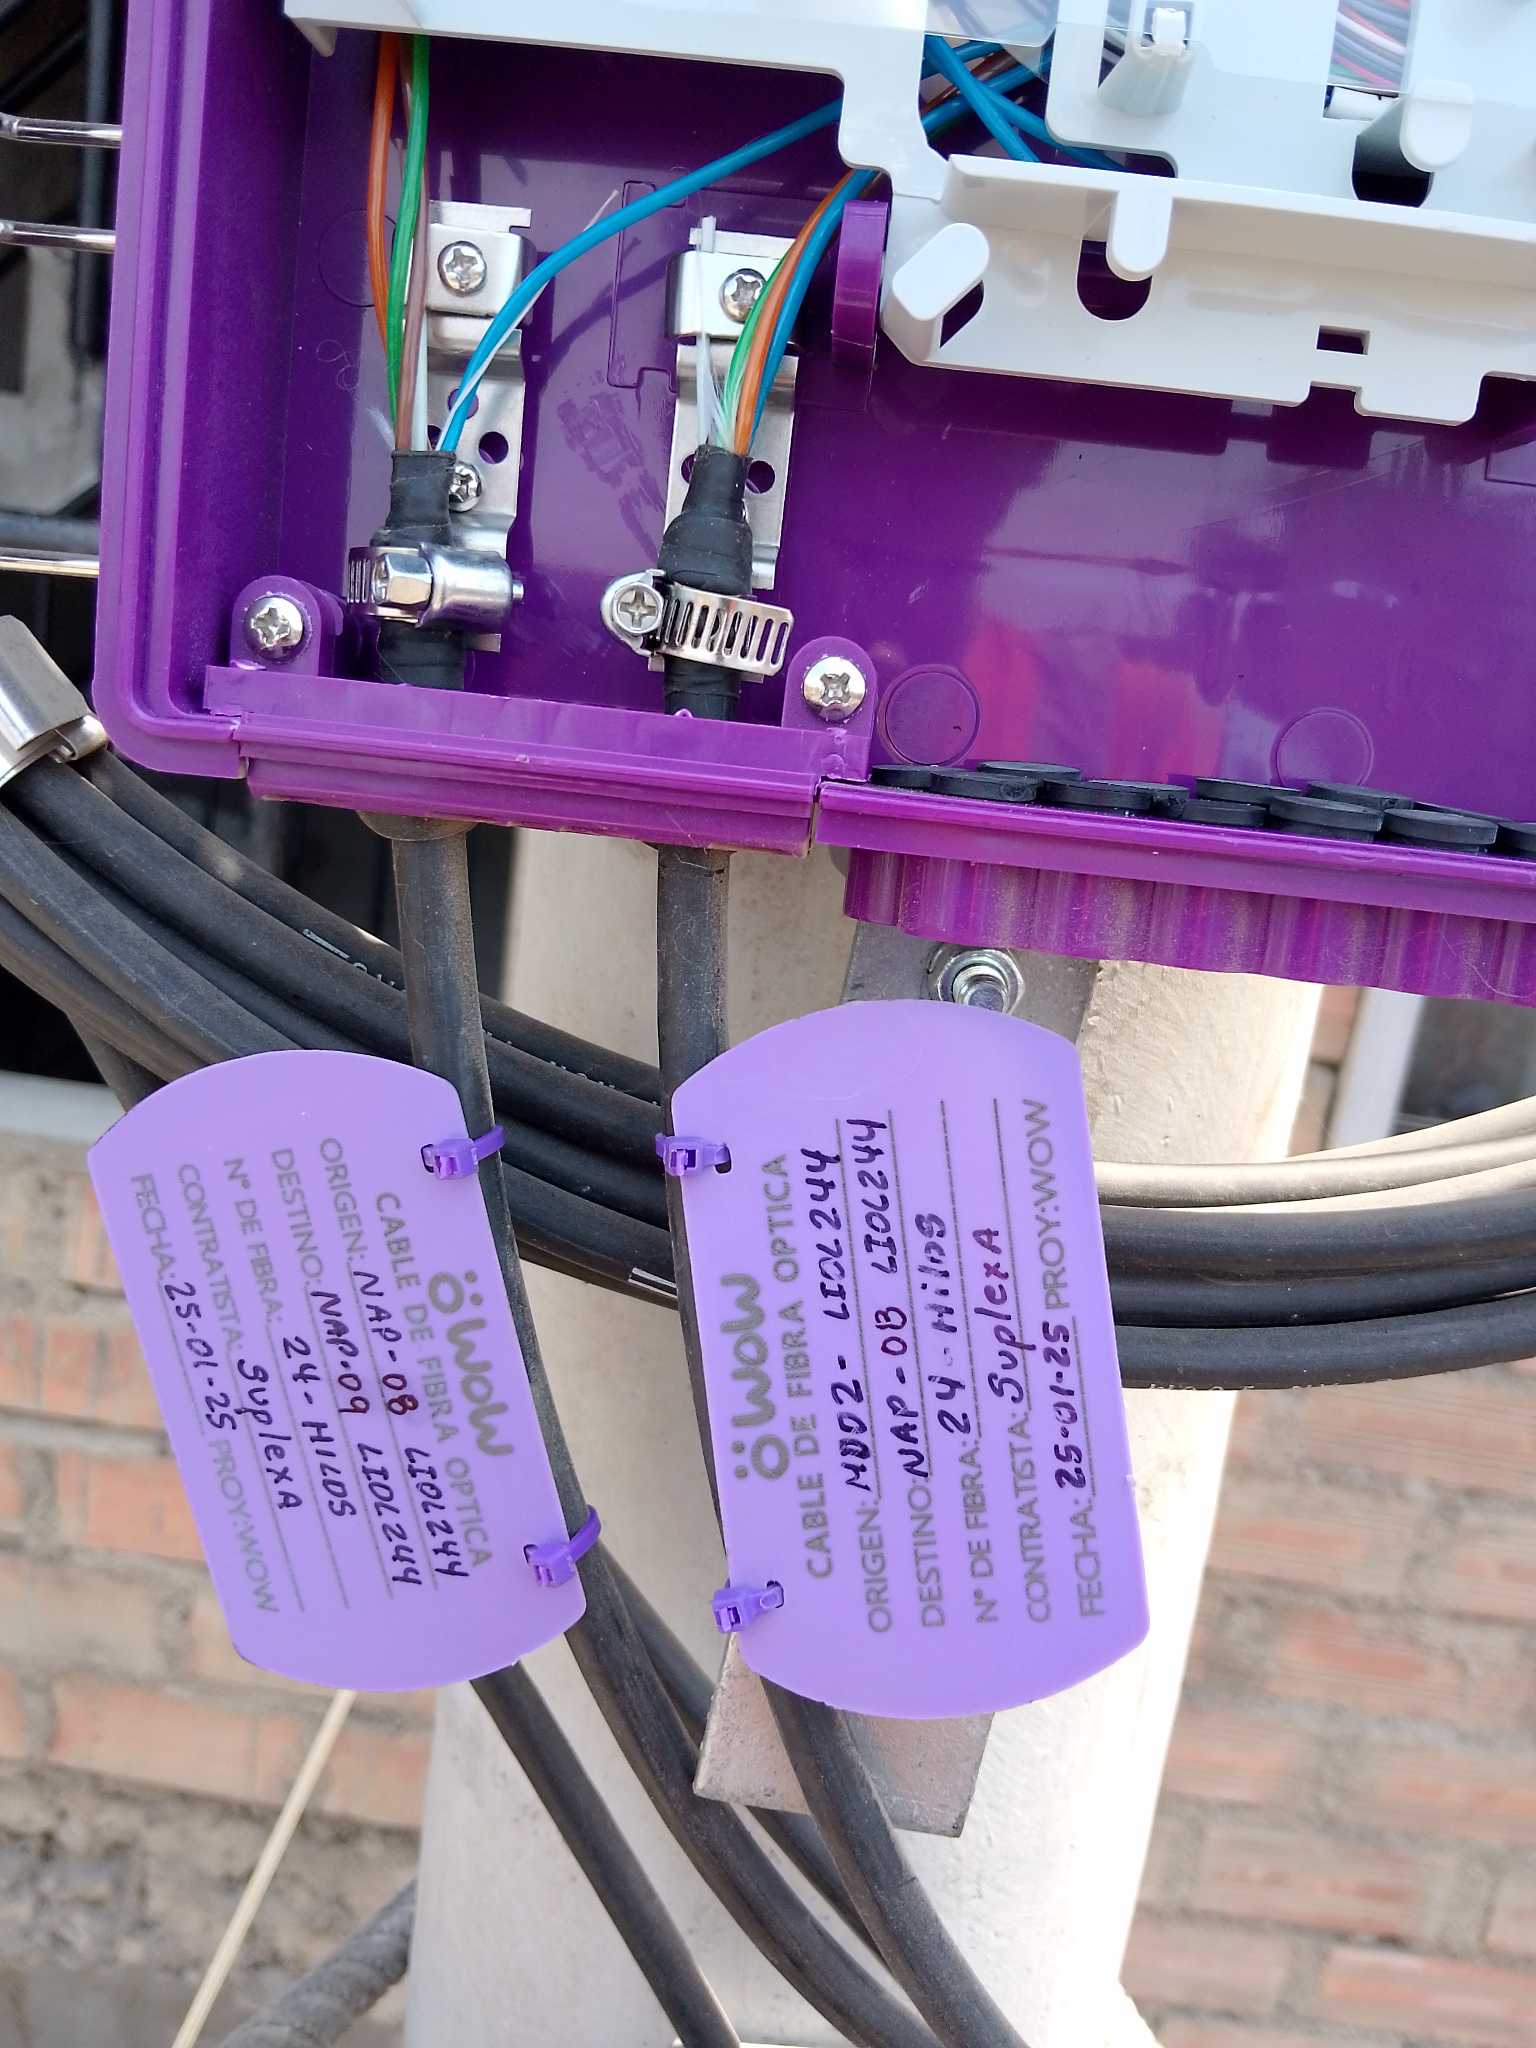 WOW
CABLE DE FIBRA OPTICA
ORIGEN: NAP-08 LIOL244
DESTINO: NAP-09 LIOL244
N° DE FIBRA: 24-HILOS
CONTRATISTA: SuplexA
FECHA: 25-01-25 PROY:WOW
WOW
CABLE DE FIBRA OPTICA
ORIGEN: MDD2- LIOL244
DESTINO: NAP-08 LIOL244
N° DE FIBRA: 24-Hilos
CONTRATISTA: SuplexA
FECHA: 25-01-25 PROY:WOW